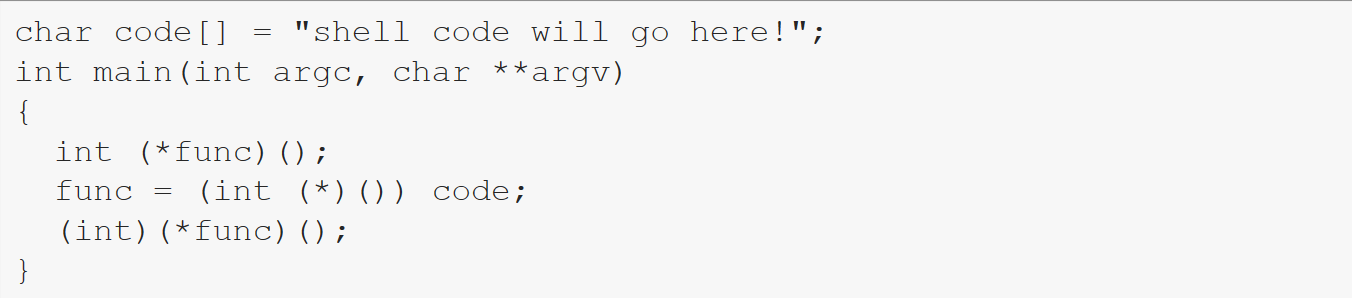 char code[] = "shell code will go here!";
int main(int argc, char **argv)
{
int (*func)();
func = (int (*)()) code;
(int)(*func)();
}